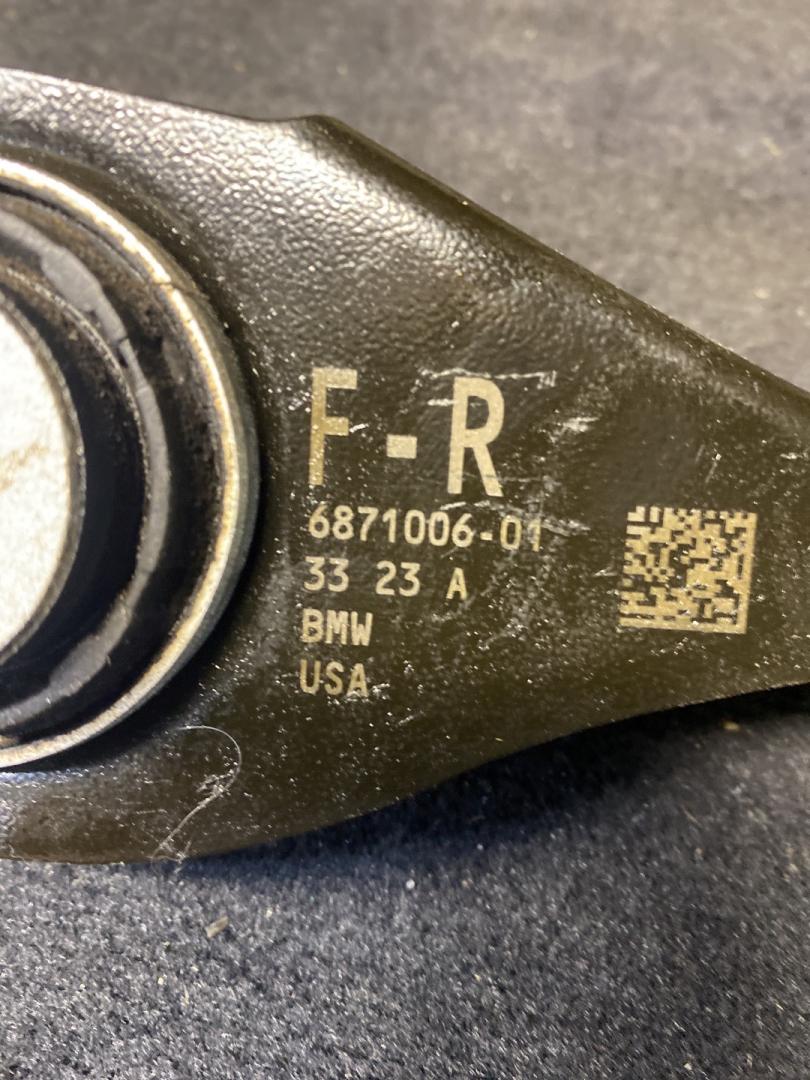 F-R
6871006-01
33 23 A
BMW
USA